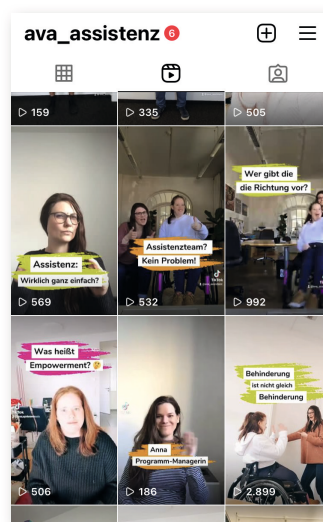 ava_assistenz 6
159
335
505
Assistenz:
Wirklich ganz einfach?
569
Assistenzteam?
Kein Problem!
TikTok
532
Wer gibt die
die Richtung vor?
992
Was heißt
Empowerment? 🤔
506
Anna
Programm-Managerin
186
Behinderung
ist nicht gleich
Behinderung
2.899